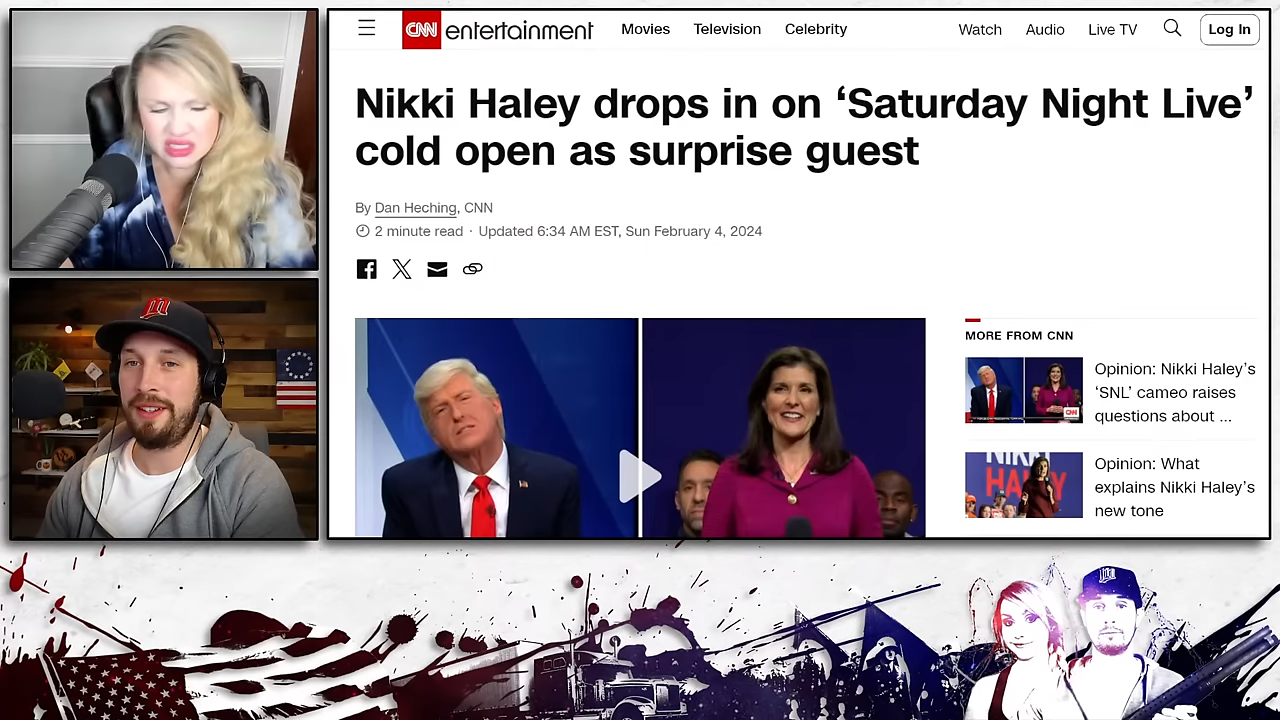 CNN entertainment Movies Television Celebrity Watch Audio Live TV Log In
Nikki Haley drops in on ‘Saturday Night Live’
cold open as surprise guest
By Dan Heching, CNN
2 minute read · Updated 6:34 AM EST, Sun February 4, 2024
MORE FROM CNN
Opinion: Nikki Haley’s
‘SNL’ cameo raises
questions about ...
CNN
Opinion: What
explains Nikki Haley’s
new tone
NIKKI
HALEY